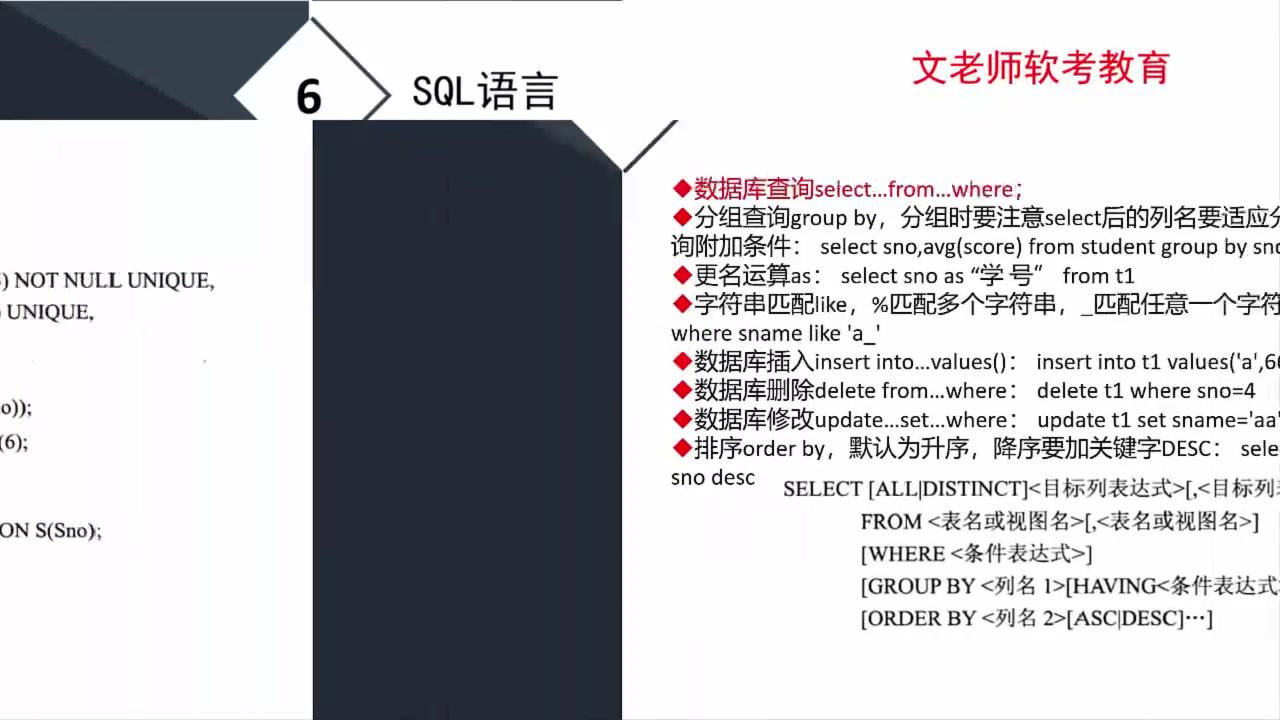 6
SQL语言
文老师软考教育
) NOT NULL UNIQUE,
UNIQUE,
o));
(6);
ON S(Sno);
◆数据库查询select...from...where;
◆分组查询group by，分组时要注意select后的列名要适应分
询附加条件： select sno,avg(score) from student group by sno
◆更名运算as： select sno as “学 号” from t1
◆字符串匹配like，%匹配多个字符串，_匹配任意一个字符
where sname like 'a_'
◆数据库插入insert into...values()： insert into t1 values('a',66
◆数据库删除delete from...where： delete t1 where sno=4
◆数据库修改update...set...where： update t1 set sname='aa'
◆排序order by，默认为升序，降序要加关键字DESC： sele
sno desc
SELECT [ALL|DISTINCT]<目标列表达式>[,<目标列表
FROM <表名或视图名>[,<表名或视图名>]
[WHERE <条件表达式>]
[GROUP BY <列名 1>[HAVING<条件表达式
[ORDER BY <列名 2>[ASC|DESC]…]